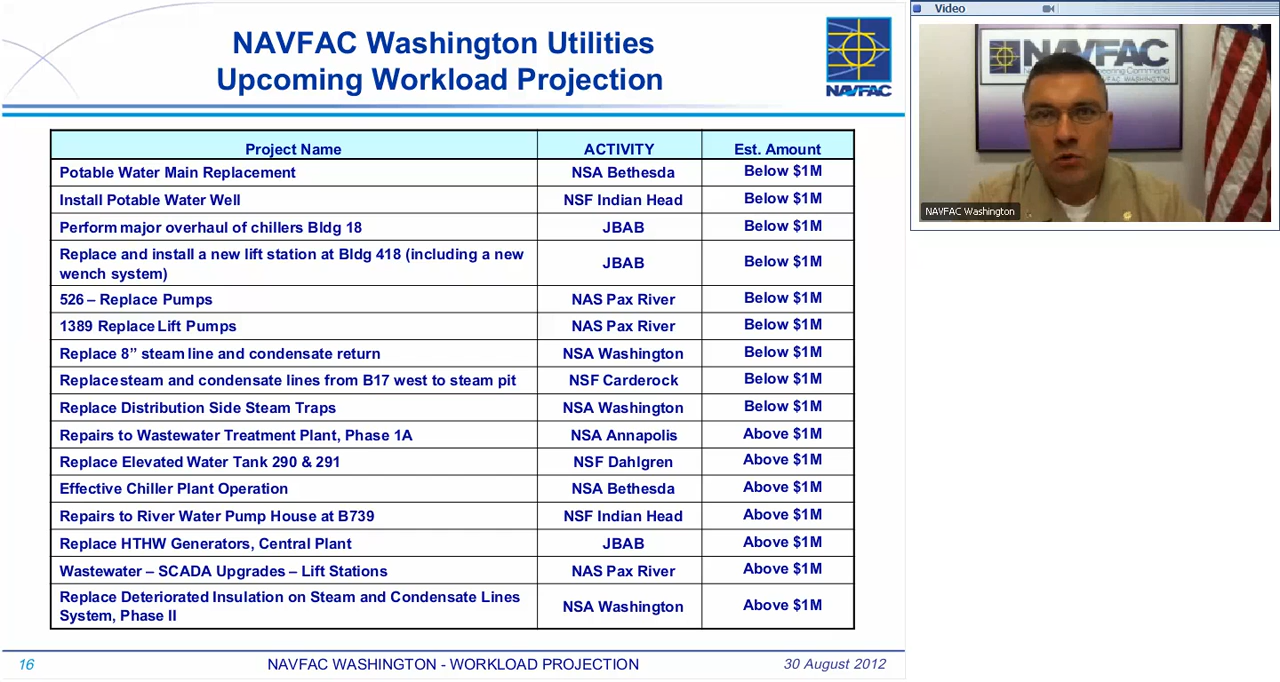 NAVFAC Washington Utilities
Upcoming Workload Projection
NAVFAC
Project Name ACTIVITY Est. Amount
Potable Water Main Replacement NSA Bethesda Below $1M
Install Potable Water Well NSF Indian Head Below $1M
Perform major overhaul of chillers Bldg 18 JBAB Below $1M
Replace and install a new lift station at Bldg 418 (including a new
wench system) JBAB Below $1M
526 – Replace Pumps NAS Pax River Below $1M
1389 Replace Lift Pumps NAS Pax River Below $1M
Replace 8” steam line and condensate return NSA Washington Below $1M
Replace steam and condensate lines from B17 west to steam pit NSF Carderock Below $1M
Replace Distribution Side Steam Traps NSA Washington Below $1M
Repairs to Wastewater Treatment Plant, Phase 1A NSA Annapolis Above $1M
Replace Elevated Water Tank 290 & 291 NSF Dahlgren Above $1M
Effective Chiller Plant Operation NSA Bethesda Above $1M
Repairs to River Water Pump House at B739 NSF Indian Head Above $1M
Replace HTHW Generators, Central Plant JBAB Above $1M
Wastewater – SCADA Upgrades – Lift Stations NAS Pax River Above $1M
Replace Deteriorated Insulation on Steam and Condensate Lines
System, Phase II NSA Washington Above $1M
16 NAVFAC WASHINGTON - WORKLOAD PROJECTION 30 August 2012
Video
NAVFAC
Engineering Command
NAVFAC WASHINGTON
NAVFAC Washington